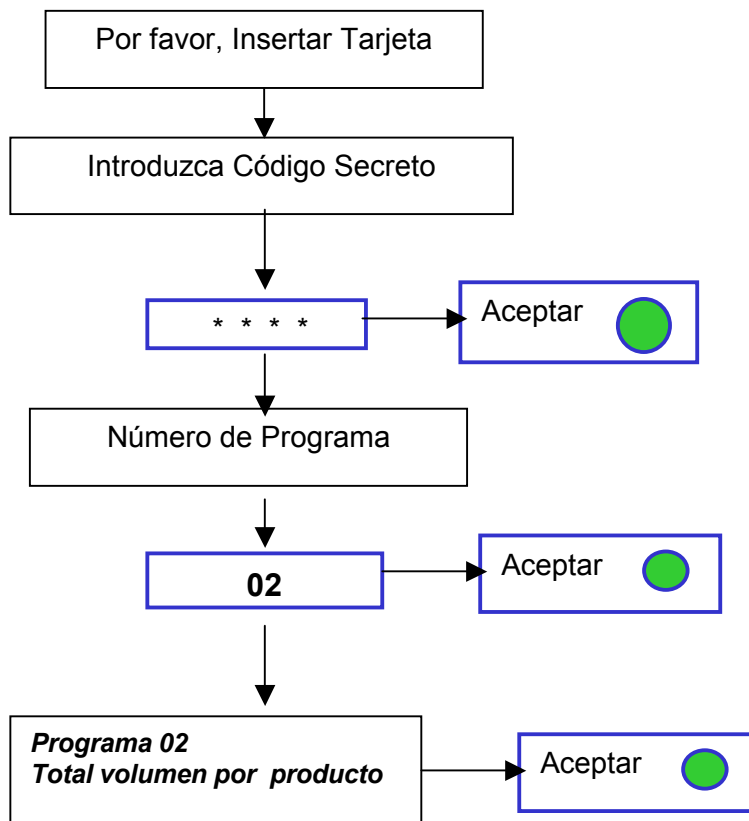 Por favor, Insertar Tarjeta
Introduzca Código Secreto
* * * *
Aceptar
Número de Programa
02
Aceptar
Programa 02
Total volumen por producto
Aceptar